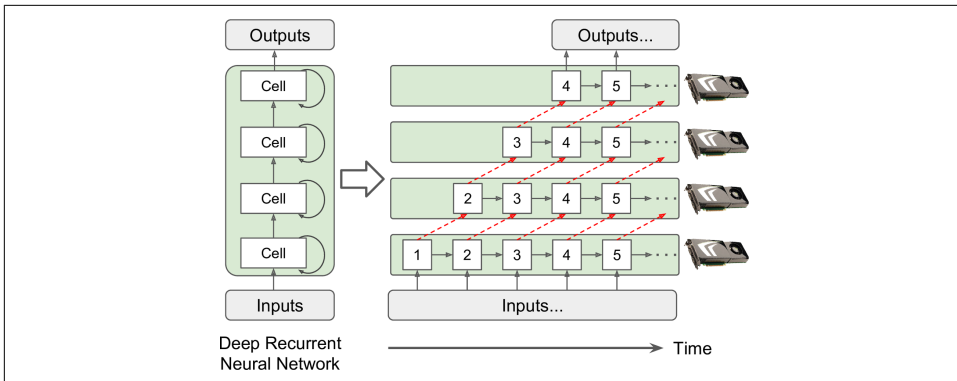 Outputs
Cell
Cell
Cell
Cell
Inputs
Deep Recurrent
Neural Network
Outputs...
4 5 ...
3 4 5 ...
2 3 4 5 ...
1 2 3 4 5 ...
Inputs...
Time